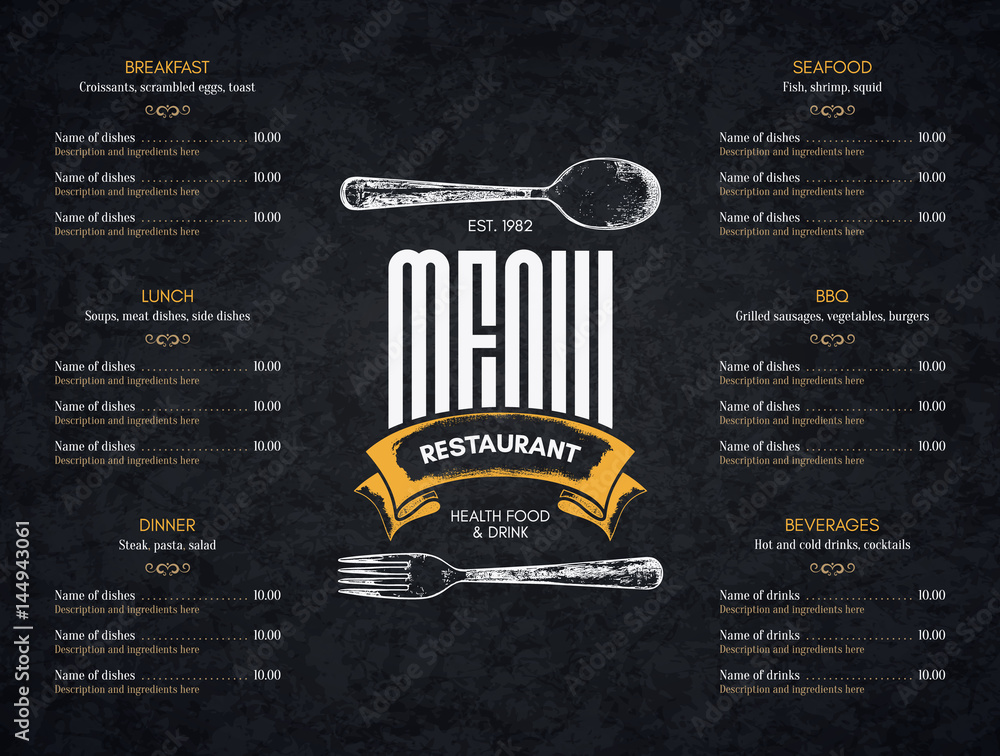 BREAKFAST
Croissants, scrambled eggs, toast
Name of dishes .................... 10.00
Description and ingredients here
Name of dishes .................... 10.00
Description and ingredients here
Name of dishes .................... 10.00
Description and ingredients here
LUNCH
Soups, meat dishes, side dishes
Name of dishes .................... 10.00
Description and ingredients here
Name of dishes .................... 10.00
Description and ingredients here
Name of dishes .................... 10.00
Description and ingredients here
DINNER
Steak, pasta, salad
Name of dishes .................... 10.00
Description and ingredients here
Name of dishes .................... 10.00
Description and ingredients here
Name of dishes .................... 10.00
Description and ingredients here
EST. 1982
MENU
RESTAURANT
HEALTH FOOD
& DRINK
SEAFOOD
Fish, shrimp, squid
Name of dishes .................... 10.00
Description and ingredients here
Name of dishes .................... 10.00
Description and ingredients here
Name of dishes .................... 10.00
Description and ingredients here
BBQ
Grilled sausages, vegetables, burgers
Name of dishes .................... 10.00
Description and ingredients here
Name of dishes .................... 10.00
Description and ingredients here
Name of dishes .................... 10.00
Description and ingredients here
BEVERAGES
Hot and cold drinks, cocktails
Name of drinks .................... 10.00
Description and ingredients here
Name of drinks .................... 10.00
Description and ingredients here
Name of drinks .................... 10.00
Description and ingredients here
Adobe Stock | #144943061